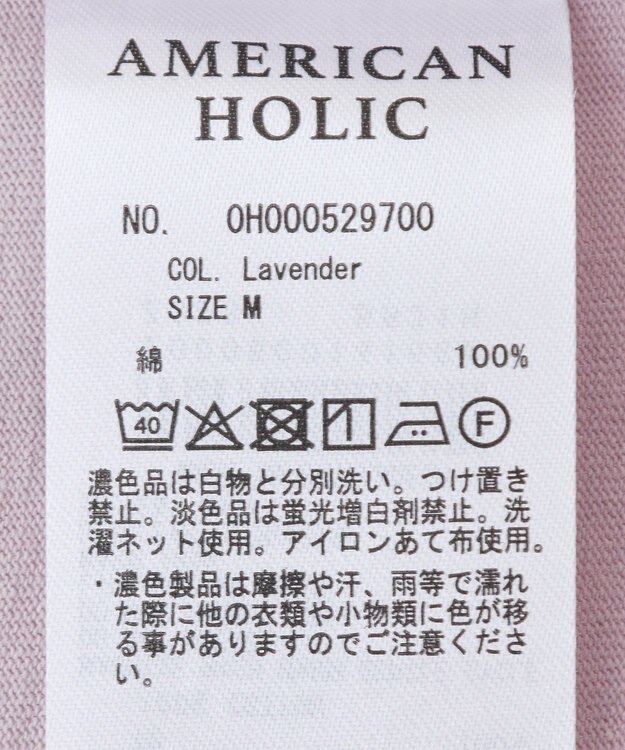 AMERICAN
HOLIC
NO. OH000529700
COL. Lavender
SIZE M
綿 100%
40 F
濃色品は白物と分別洗い。つけ置き
禁止。淡色品は蛍光増白剤禁止。洗
濯ネット使用。アイロンあて布使用。
・濃色製品は摩擦や汗、雨等で濡れ
た際に他の衣類や小物類に色が移
る事がありますのでご注意くださ
い。